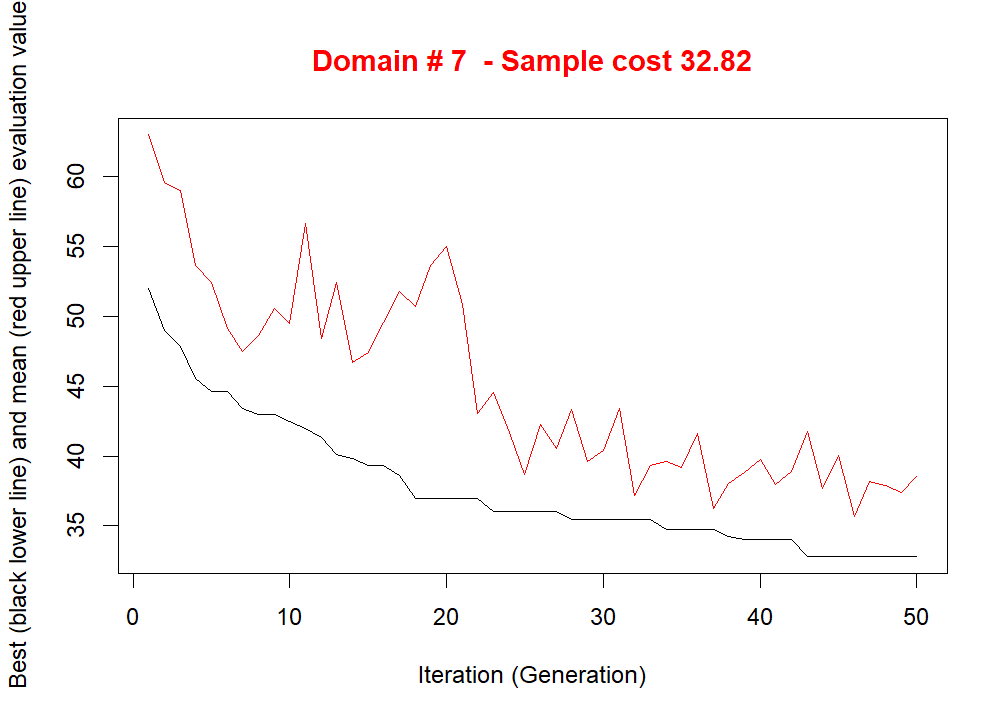 Domain # 7 - Sample cost 32.82
Best (black lower line) and mean (red upper line) evaluation value
60
55
50
45
40
35
0 10 20 30 40 50
Iteration (Generation)